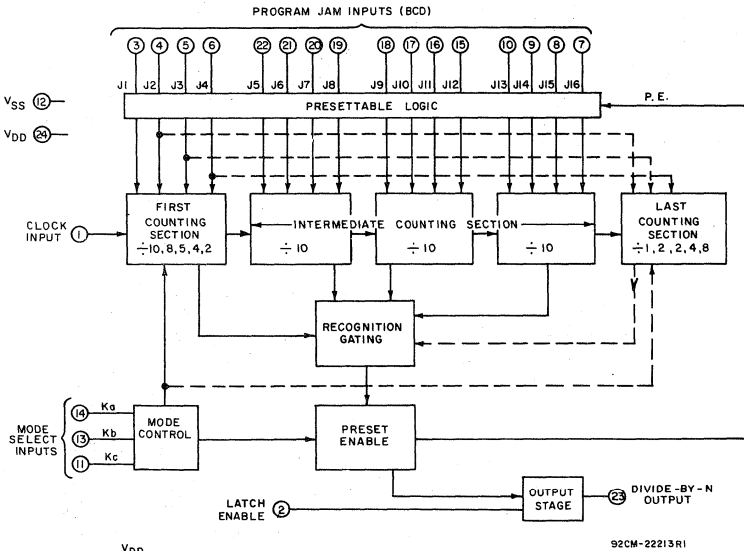 PROGRAM JAM INPUTS (BCD)
3 4 5 6 22 21 20 19 18 17 16 15 10 9 8 7
J1 J2 J3 J4 J5 J6 J7 J8 J9 J10 J11 J12 J13 J14 J15 J16
VSS 12
PRESETTABLE LOGIC
P.E.
VDD 24
CLOCK
INPUT 1
FIRST
COUNTING
SECTION
÷10,8,5,4,2
INTERMEDIATE COUNTING SECTION
÷10
÷10
÷10
LAST
COUNTING
SECTION
÷1,2,2,4,8
RECOGNITION
GATING
MODE
SELECT
INPUTS
14 Ka
13 Kb
11 Kc
MODE
CONTROL
PRESET
ENABLE
LATCH
ENABLE 2
OUTPUT
STAGE
23 DIVIDE-BY-N
OUTPUT
VDD
92CM-22213RI